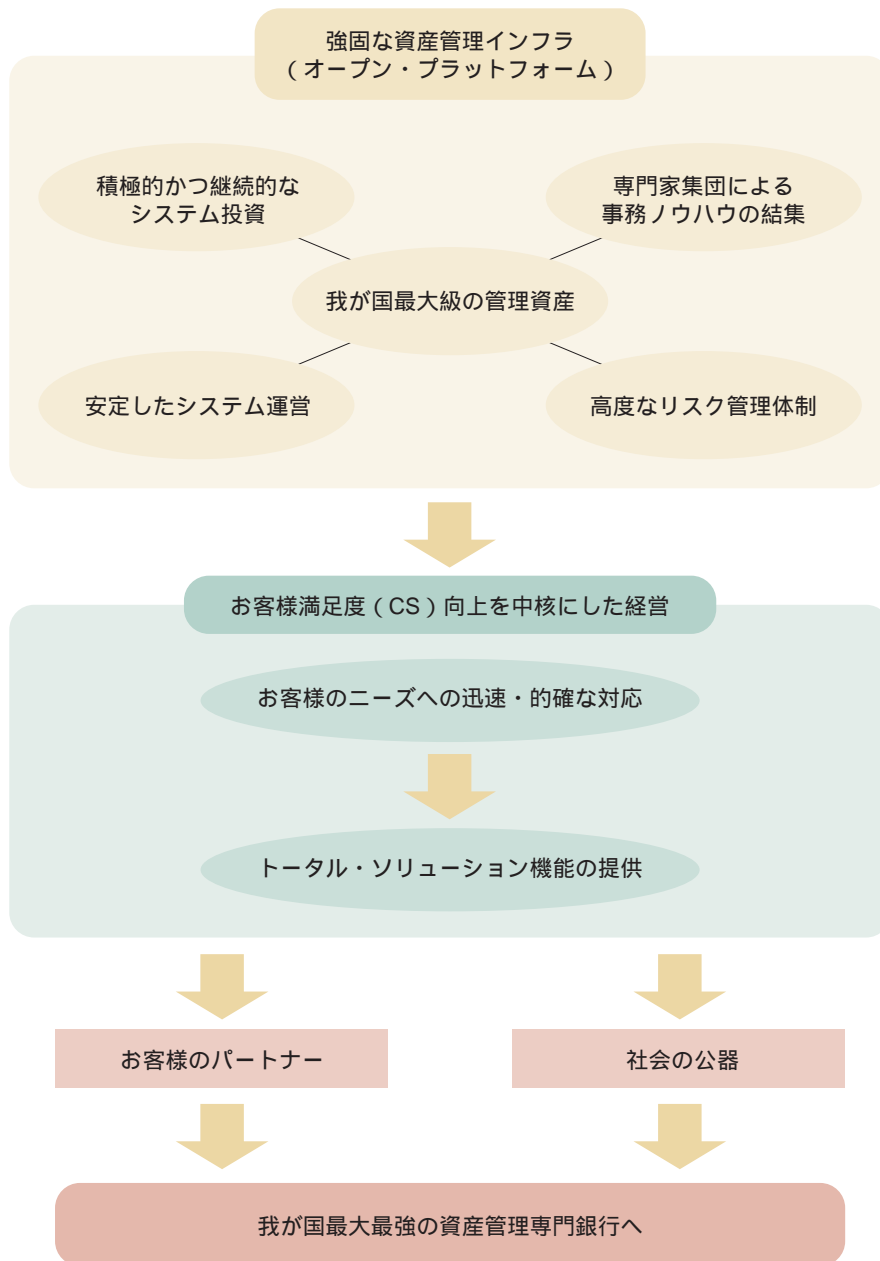 強固な資産管理インフラ
(オープン・プラットフォーム)
積極的かつ継続的な
システム投資
専門家集団による
事務ノウハウの結集
我が国最大級の管理資産
安定したシステム運営
高度なリスク管理体制
お客様満足度(CS)向上を中核にした経営
お客様のニーズへの迅速・的確な対応
トータル・ソリューション機能の提供
お客様のパートナー
社会の公器
我が国最大最強の資産管理専門銀行へ